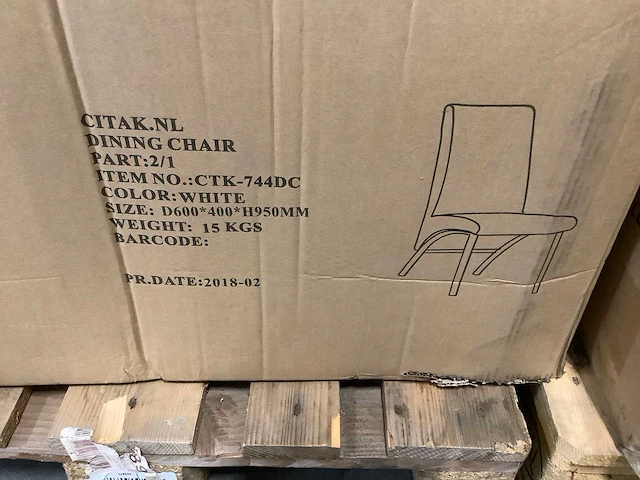 CITAK.NL
DINING CHAIR
PART:2/1
ITEM NO.:CTK-744DC
COLOR:WHITE
SIZE: D600*400*H950MM
WEIGHT: 15 KGS
BARCODE:
PR.DATE:2018-02